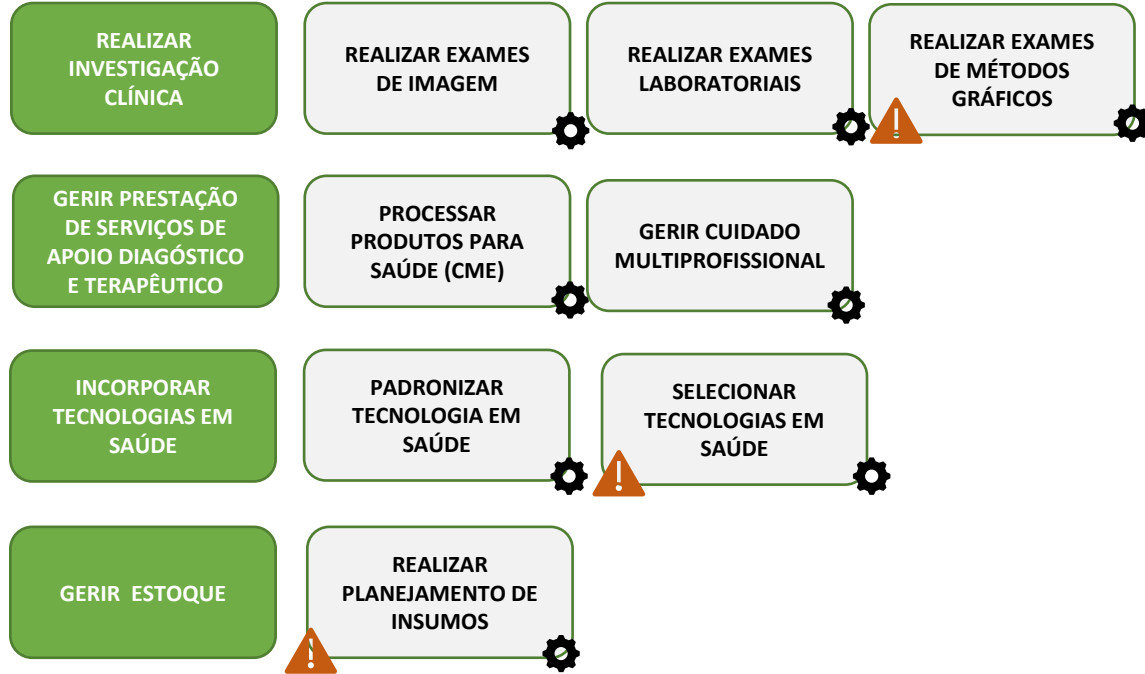 REALIZAR
INVESTIGAÇÃO
CLÍNICA
REALIZAR EXAMES
DE IMAGEM
REALIZAR EXAMES
LABORATORIAIS
REALIZAR EXAMES
DE MÉTODOS
GRÁFICOS
GERIR PRESTAÇÃO
DE SERVIÇOS DE
APOIO DIAGÓSTICO
E TERAPÊUTICO
PROCESSAR
PRODUTOS PARA
SAÚDE (CME)
GERIR CUIDADO
MULTIPROFISSIONAL
INCORPORAR
TECNOLOGIAS EM
SAÚDE
PADRONIZAR
TECNOLOGIA EM
SAÚDE
SELECIONAR
TECNOLOGIAS EM
SAÚDE
GERIR  ESTOQUE
REALIZAR
PLANEJAMENTO DE
INSUMOS